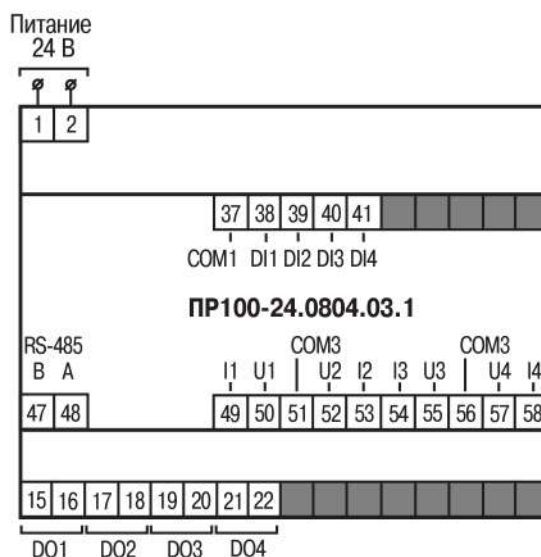 Питание
24 В
1 2
37 38 39 40 41
COM1 DI1 DI2 DI3 DI4
ПР100-24.0804.03.1
RS-485 COM3 COM3
B A I1 U1 U2 I2 I3 U3 U4 I4
47 48 49 50 51 52 53 54 55 56 57 58
15 16 17 18 19 20 21 22
DO1 DO2 DO3 DO4